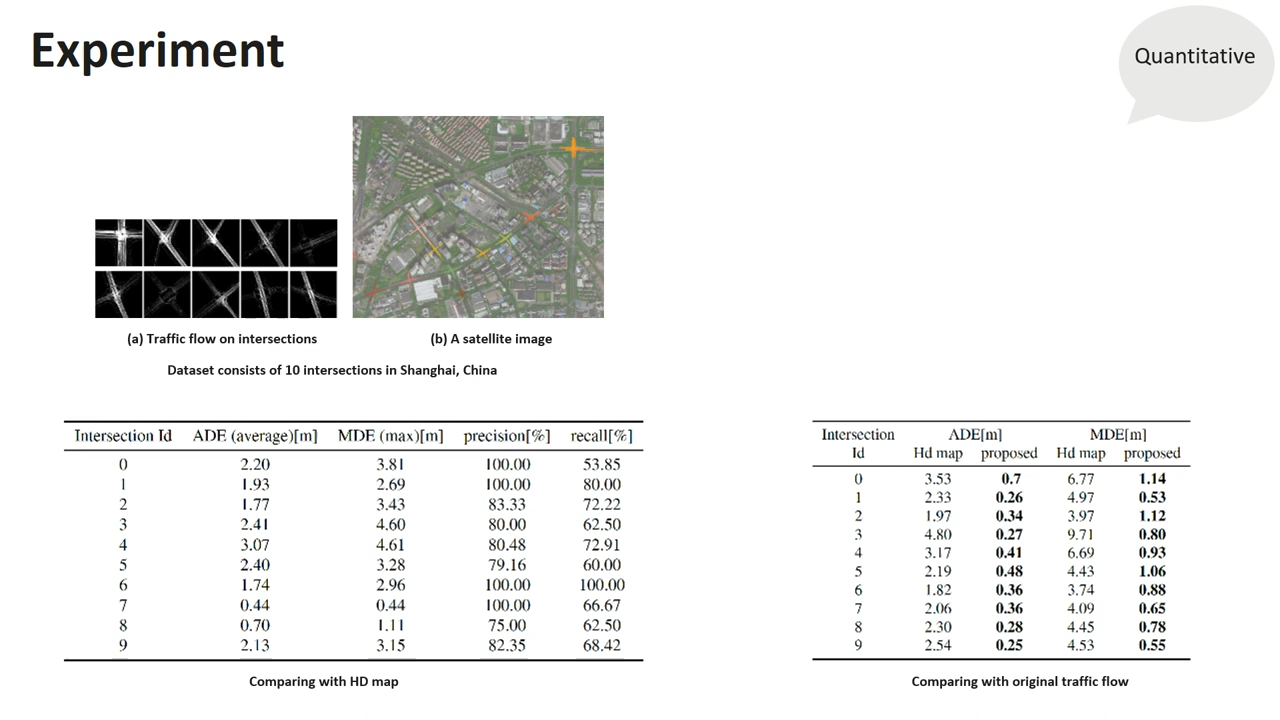 Experiment
Quantitative
(a) Traffic flow on intersections
(b) A satellite image
Dataset consists of 10 intersections in Shanghai, China
Intersection Id ADE (average)[m] MDE (max)[m] precision[%] recall[%]
0 2.20 3.81 100.00 53.85
1 1.93 2.69 100.00 80.00
2 1.77 3.43 83.33 72.22
3 2.41 4.60 80.00 62.50
4 3.07 4.61 80.48 72.91
5 2.40 3.28 79.16 60.00
6 1.74 2.96 100.00 100.00
7 0.44 0.44 100.00 66.67
8 0.70 1.11 75.00 62.50
9 2.13 3.15 82.35 68.42
Comparing with HD map
Intersection ADE[m] MDE[m]
Id Hd map proposed Hd map proposed
0 3.53 0.7 6.77 1.14
1 2.33 0.26 4.97 0.53
2 1.97 0.34 3.97 1.12
3 4.80 0.27 9.71 0.80
4 3.17 0.41 6.69 0.93
5 2.19 0.48 4.43 1.06
6 1.82 0.36 3.74 0.88
7 2.06 0.36 4.09 0.65
8 2.30 0.28 4.45 0.78
9 2.54 0.25 4.53 0.55
Comparing with original traffic flow